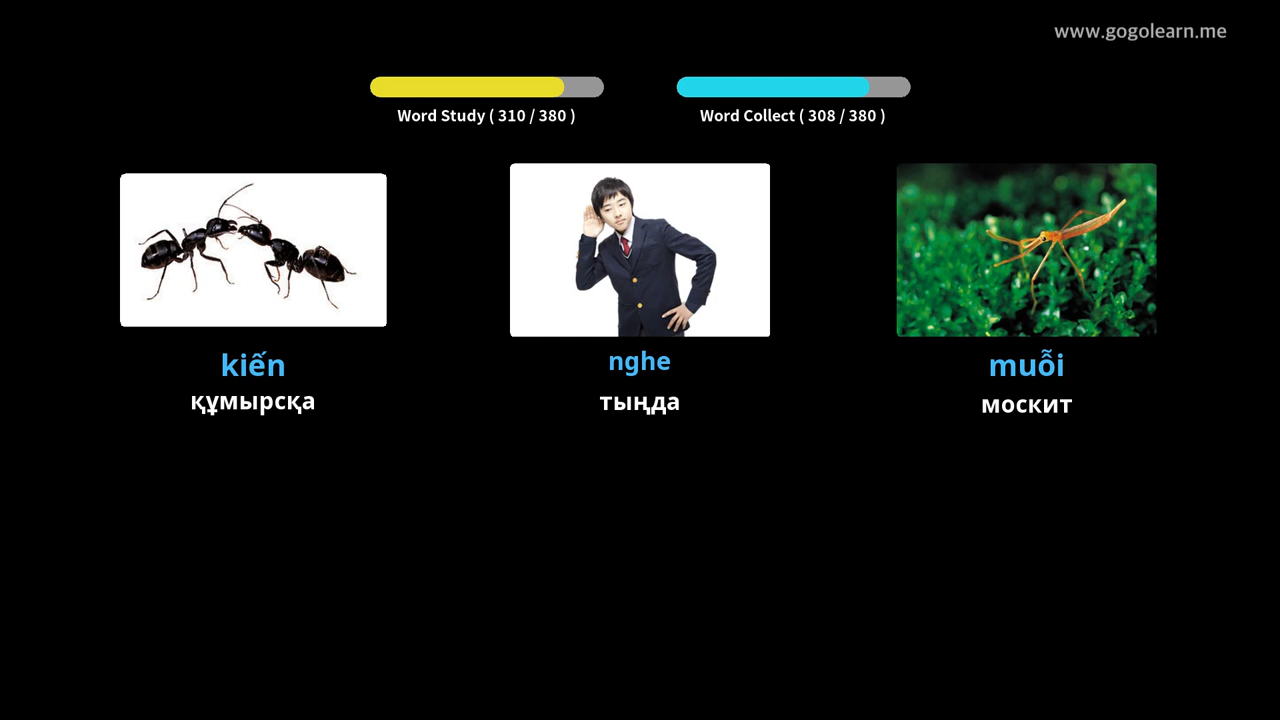 www.gogolearn.me
Word Study ( 310 / 380 )
Word Collect ( 308 / 380 )
kiến
nghe
muỗi
құмырсқа
тыңда
москит